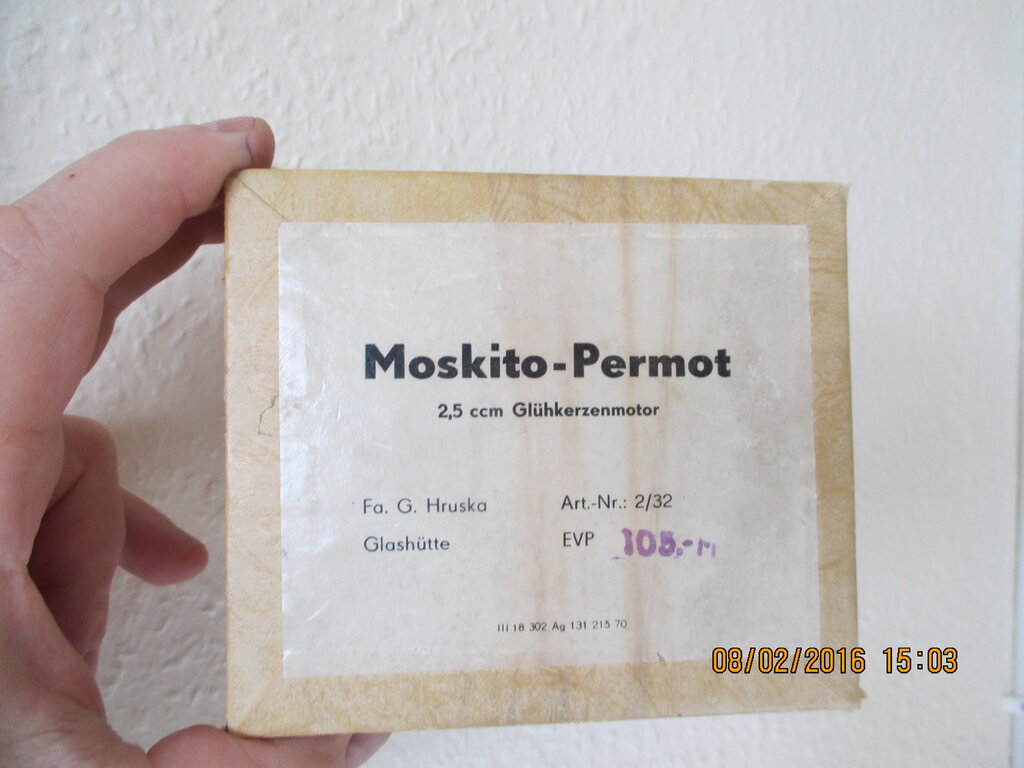 Moskito-Permot
2,5 ccm Glühkerzenmotor
Fa. G. Hruska
Art.-Nr.: 2/32
Glashütte
EVP 105.-M
III 18 302 Ag 131 215 70
08/02/2016 15:03